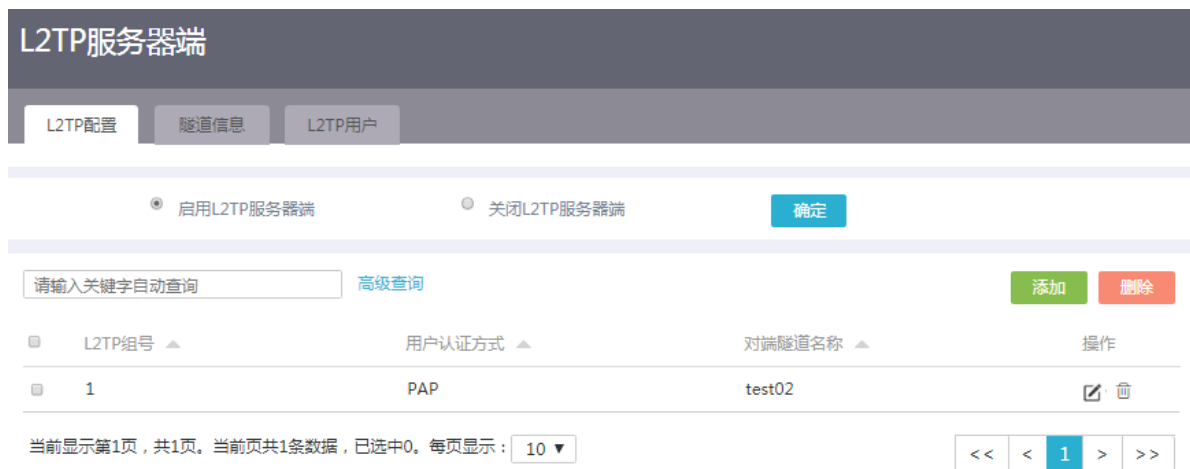 L2TP服务器端
L2TP配置 隧道信息 L2TP用户
启用L2TP服务器端 关闭L2TP服务器端 确定
请输入关键字自动查询 高级查询 添加 删除
L2TP组号 用户认证方式 对端隧道名称 操作
1 PAP test02
当前显示第1页，共1页。当前页共1条数据，已选中0。每页显示： 10 ▼ << < 1 > >>